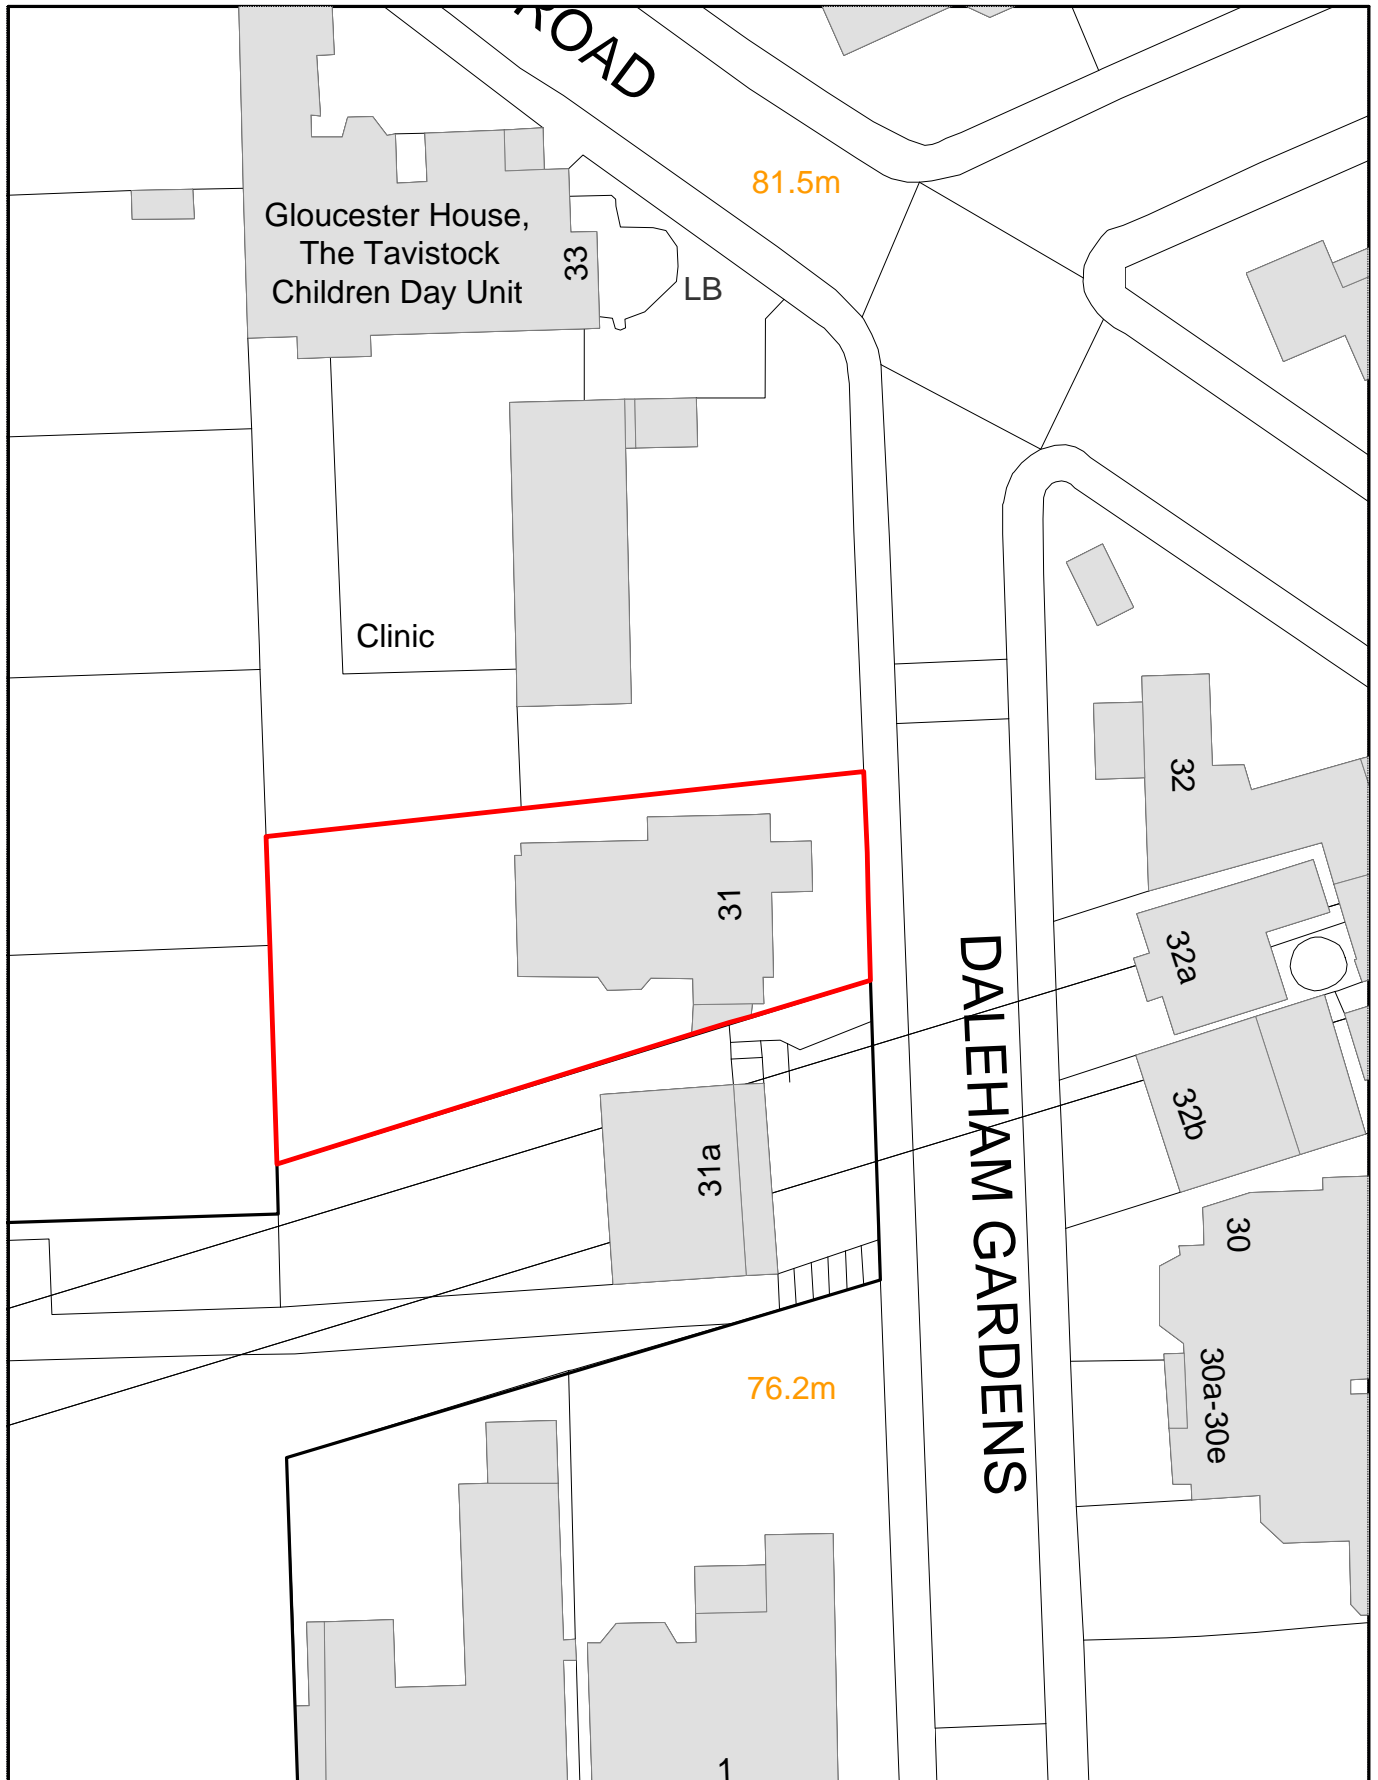 ROAD
81.5m
Gloucester House,
The Tavistock
Children Day Unit
33
LB
Clinic
32
31
32a
DALEHAM GARDENS
32b
31a
30
30a-30e
76.2m
1